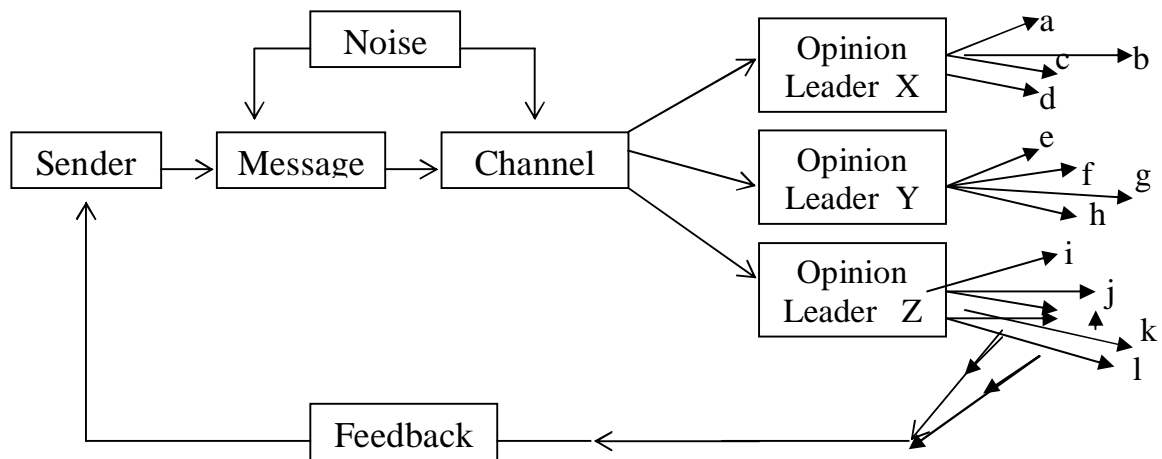 Noise
Sender
Message
Channel
Opinion
Leader X
a
b
c
d
Opinion
Leader Y
e
f
g
h
Opinion
Leader Z
i
j
k
l
Feedback